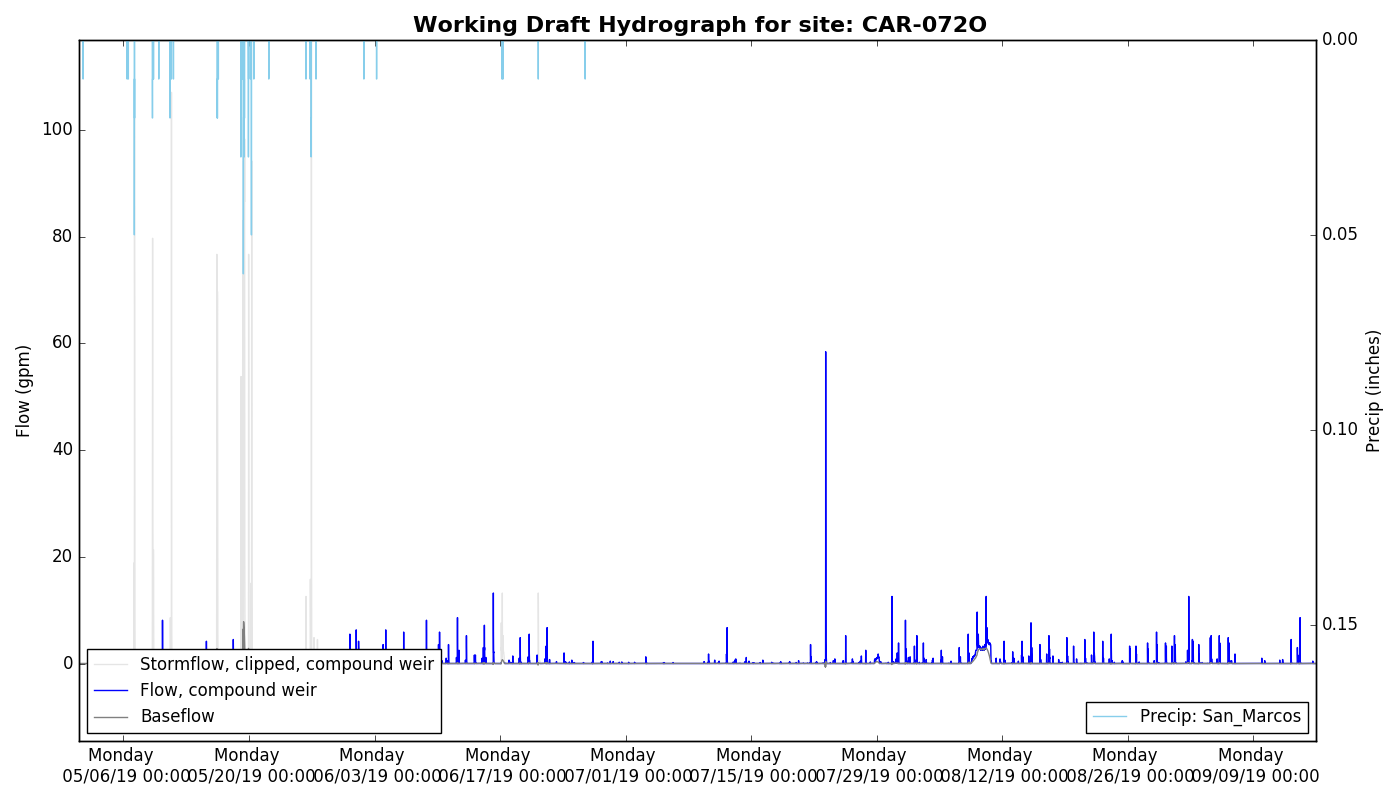 Working Draft Hydrograph for site: CAR-072O
0.00
100
80
0.05
60
Flow (gpm)
Precip (inches)
0.10
40
20
0.15
0
Stormflow, clipped, compound weir
Flow, compound weir
Baseflow
Precip: San_Marcos
Monday Monday Monday Monday Monday Monday Monday Monday Monday Monday
05/06/19 00:00 05/20/19 00:00 06/03/19 00:00 06/17/19 00:00 07/01/19 00:00 07/15/19 00:00 07/29/19 00:00 08/12/19 00:00 08/26/19 00:00 09/09/19 00:00